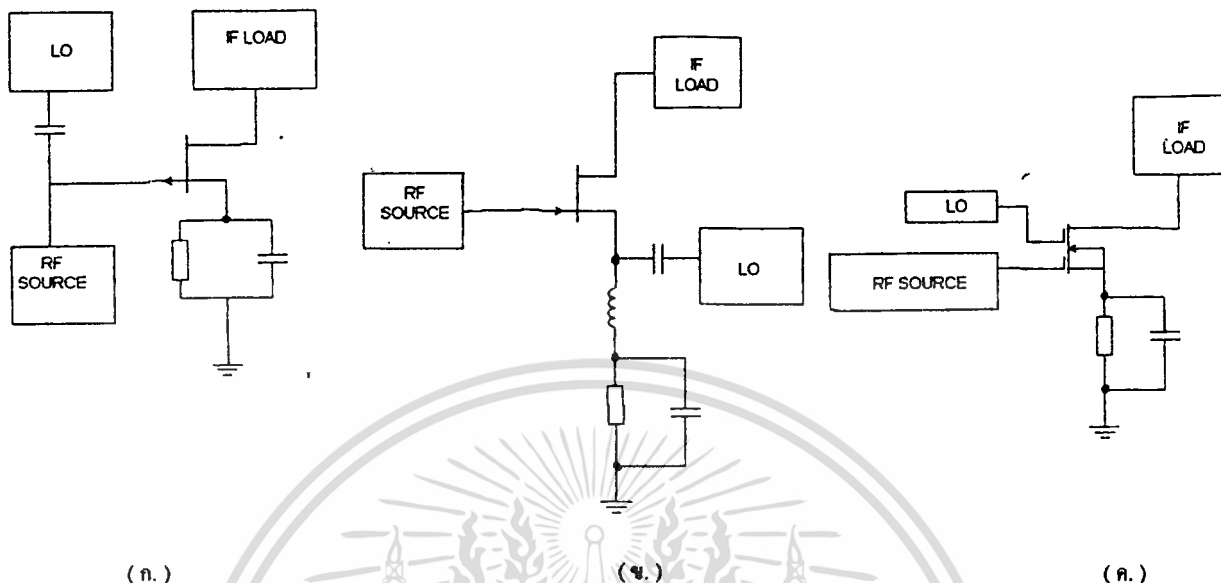 LO
IF LOAD
RF
SOURCE
(ก.)
IF
LOAD
RF
SOURCE
LO
(ข.)
IF
LOAD
LO
RF SOURCE
(ค.)